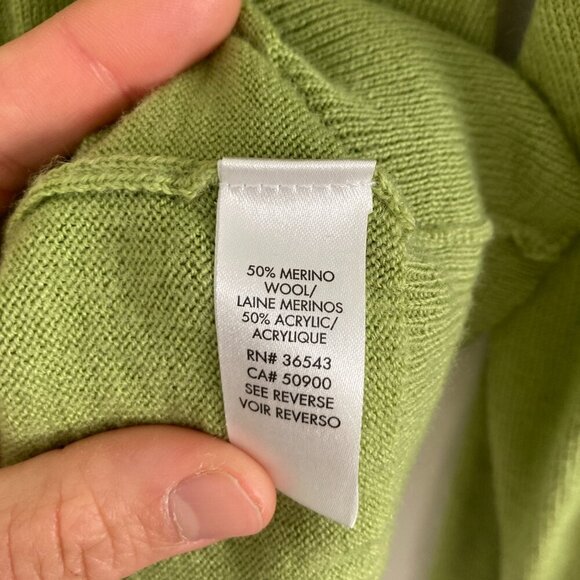 50% MERINO
WOOL/
LAINE MERINOS
50% ACRYLIC/
ACRYLIQUE
RN# 36543
CA# 50900
SEE REVERSE
VOIR REVERSO